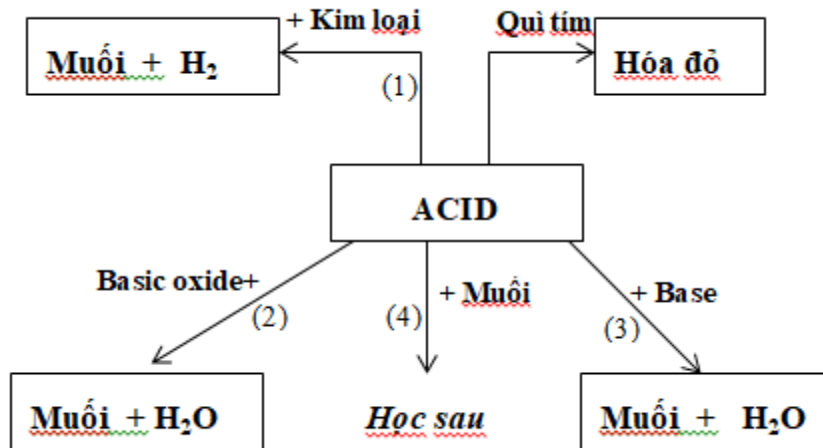 + Kim loại
Quì tím
Muối + H₂
Hóa đỏ
(1)
ACID
Basic oxide+
+ Muối
+ Base
(2)
(4)
(3)
Muối + H₂O
Học sau
Muối + H₂O